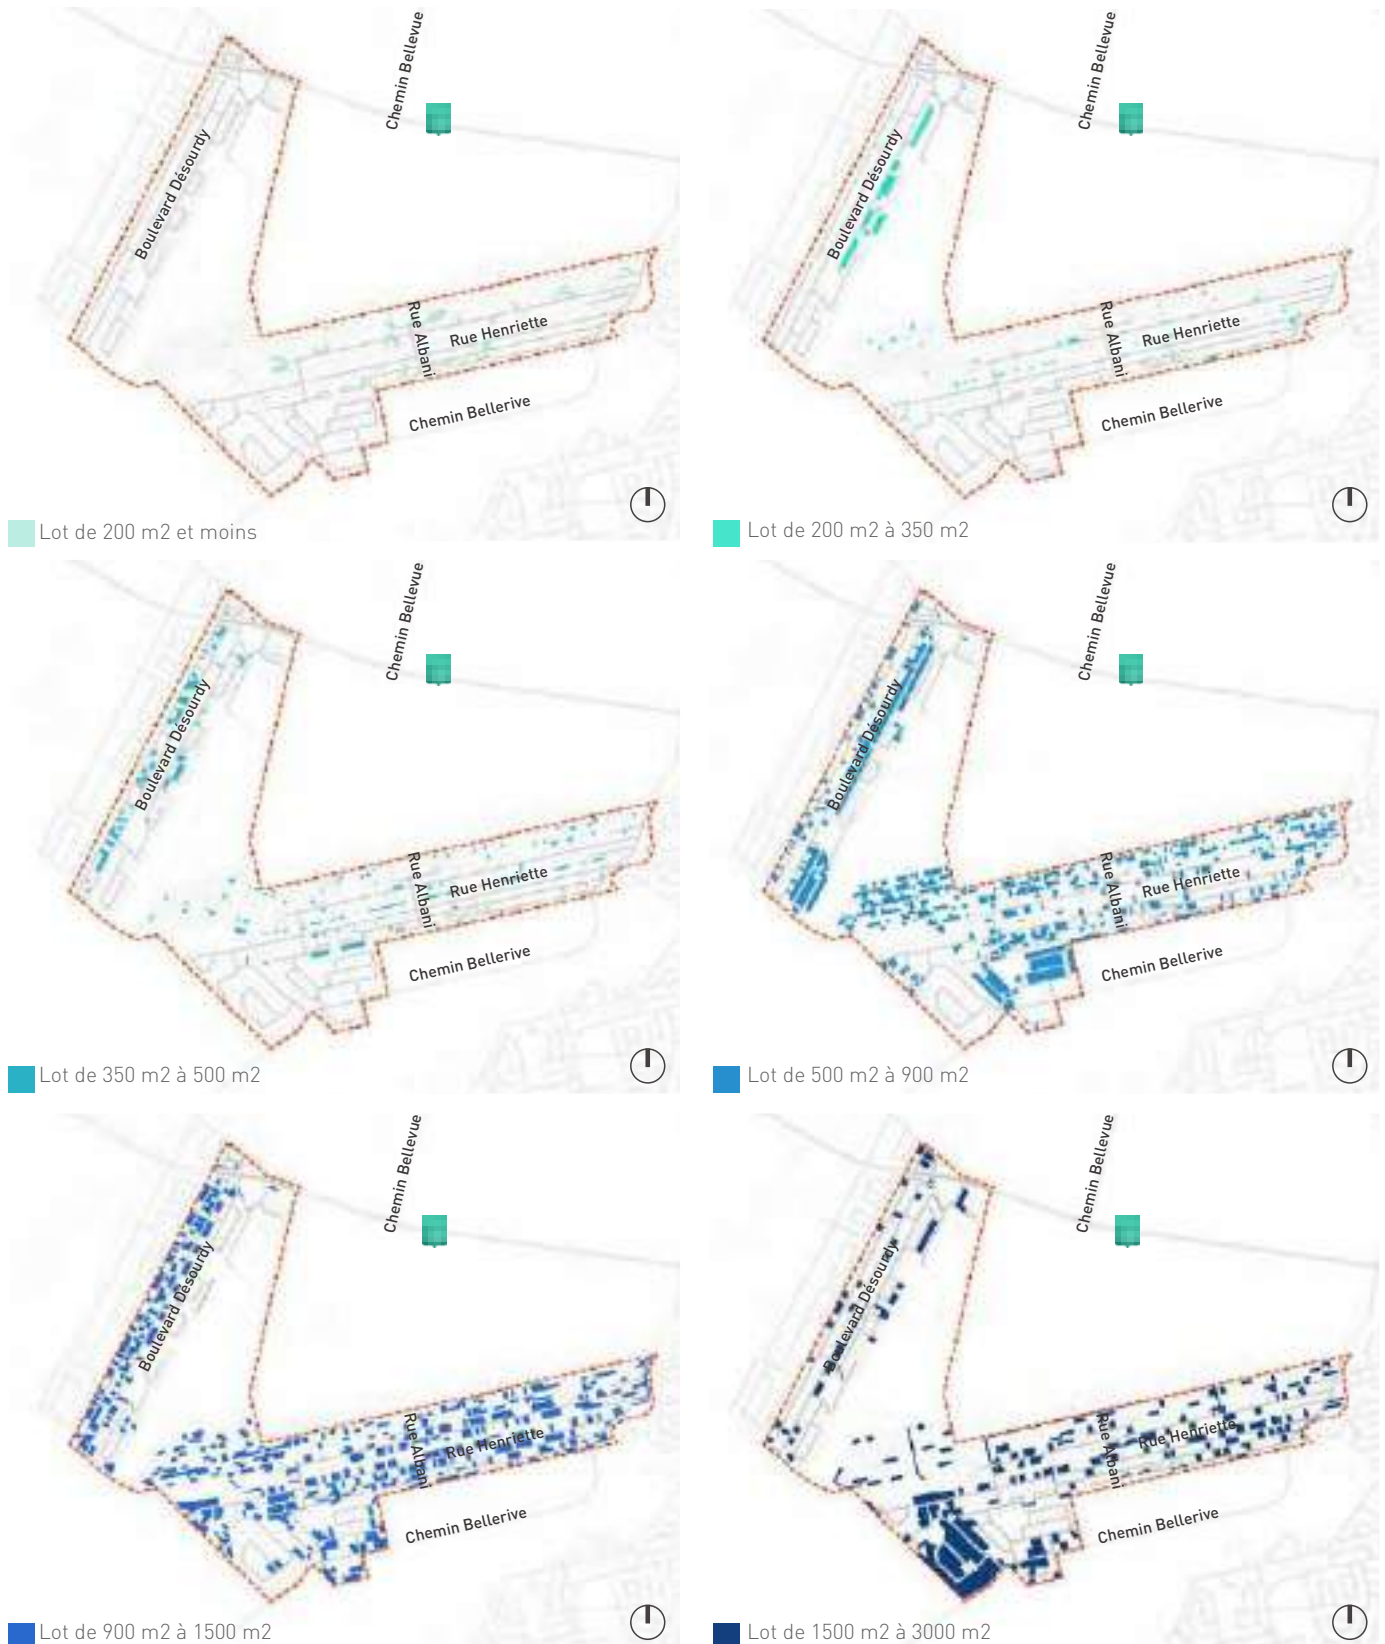 Chemin Bellevue
Boulevard Désourdy
Rue Albani
Rue Henriette
Chemin Bellerive
Lot de 200 m2 et moins
Chemin Bellevue
Boulevard Désourdy
Rue Albani
Rue Henriette
Chemin Bellerive
Lot de 200 m2 à 350 m2
Chemin Bellevue
Boulevard Désourdy
Rue Albani
Rue Henriette
Chemin Bellerive
Lot de 350 m2 à 500 m2
Chemin Bellevue
Boulevard Désourdy
Rue Albani
Rue Henriette
Chemin Bellerive
Lot de 500 m2 à 900 m2
Chemin Bellevue
Boulevard Désourdy
Rue Albani
Rue Henriette
Chemin Bellerive
Lot de 900 m2 à 1500 m2
Chemin Bellevue
Boulevard Désourdy
Rue Albani
Rue Henriette
Chemin Bellerive
Lot de 1500 m2 à 3000 m2